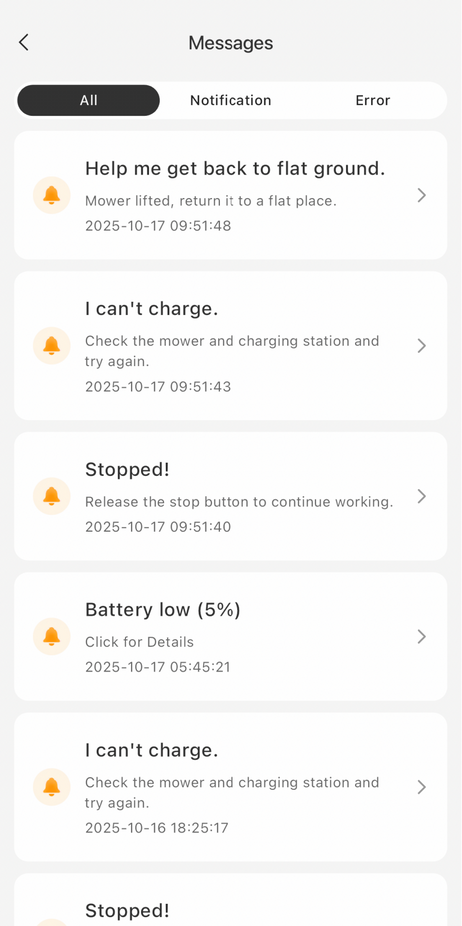 Messages
All
Notification
Error
Help me get back to flat ground.
Mower lifted, return it to a flat place.
2025-10-17 09:51:48
I can't charge.
Check the mower and charging station and
try again.
2025-10-17 09:51:43
Stopped!
Release the stop button to continue working.
2025-10-17 09:51:40
Battery low (5%)
Click for Details
2025-10-17 05:45:21
I can't charge.
Check the mower and charging station and
try again.
2025-10-16 18:25:17
Stopped!